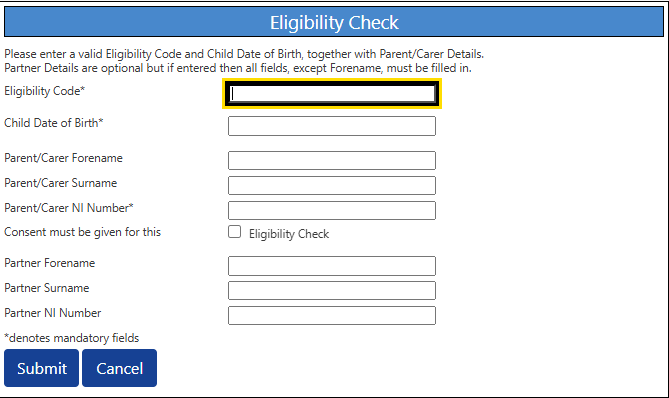 Eligibility Check
Please enter a valid Eligibility Code and Child Date of Birth, together with Parent/Carer Details.
Partner Details are optional but if entered then all fields, except Forename, must be filled in.
Eligibility Code*
Child Date of Birth*
Parent/Carer Forename
Parent/Carer Surname
Parent/Carer NI Number*
Consent must be given for this Eligibility Check
Partner Forename
Partner Surname
Partner NI Number
*denotes mandatory fields
Submit Cancel